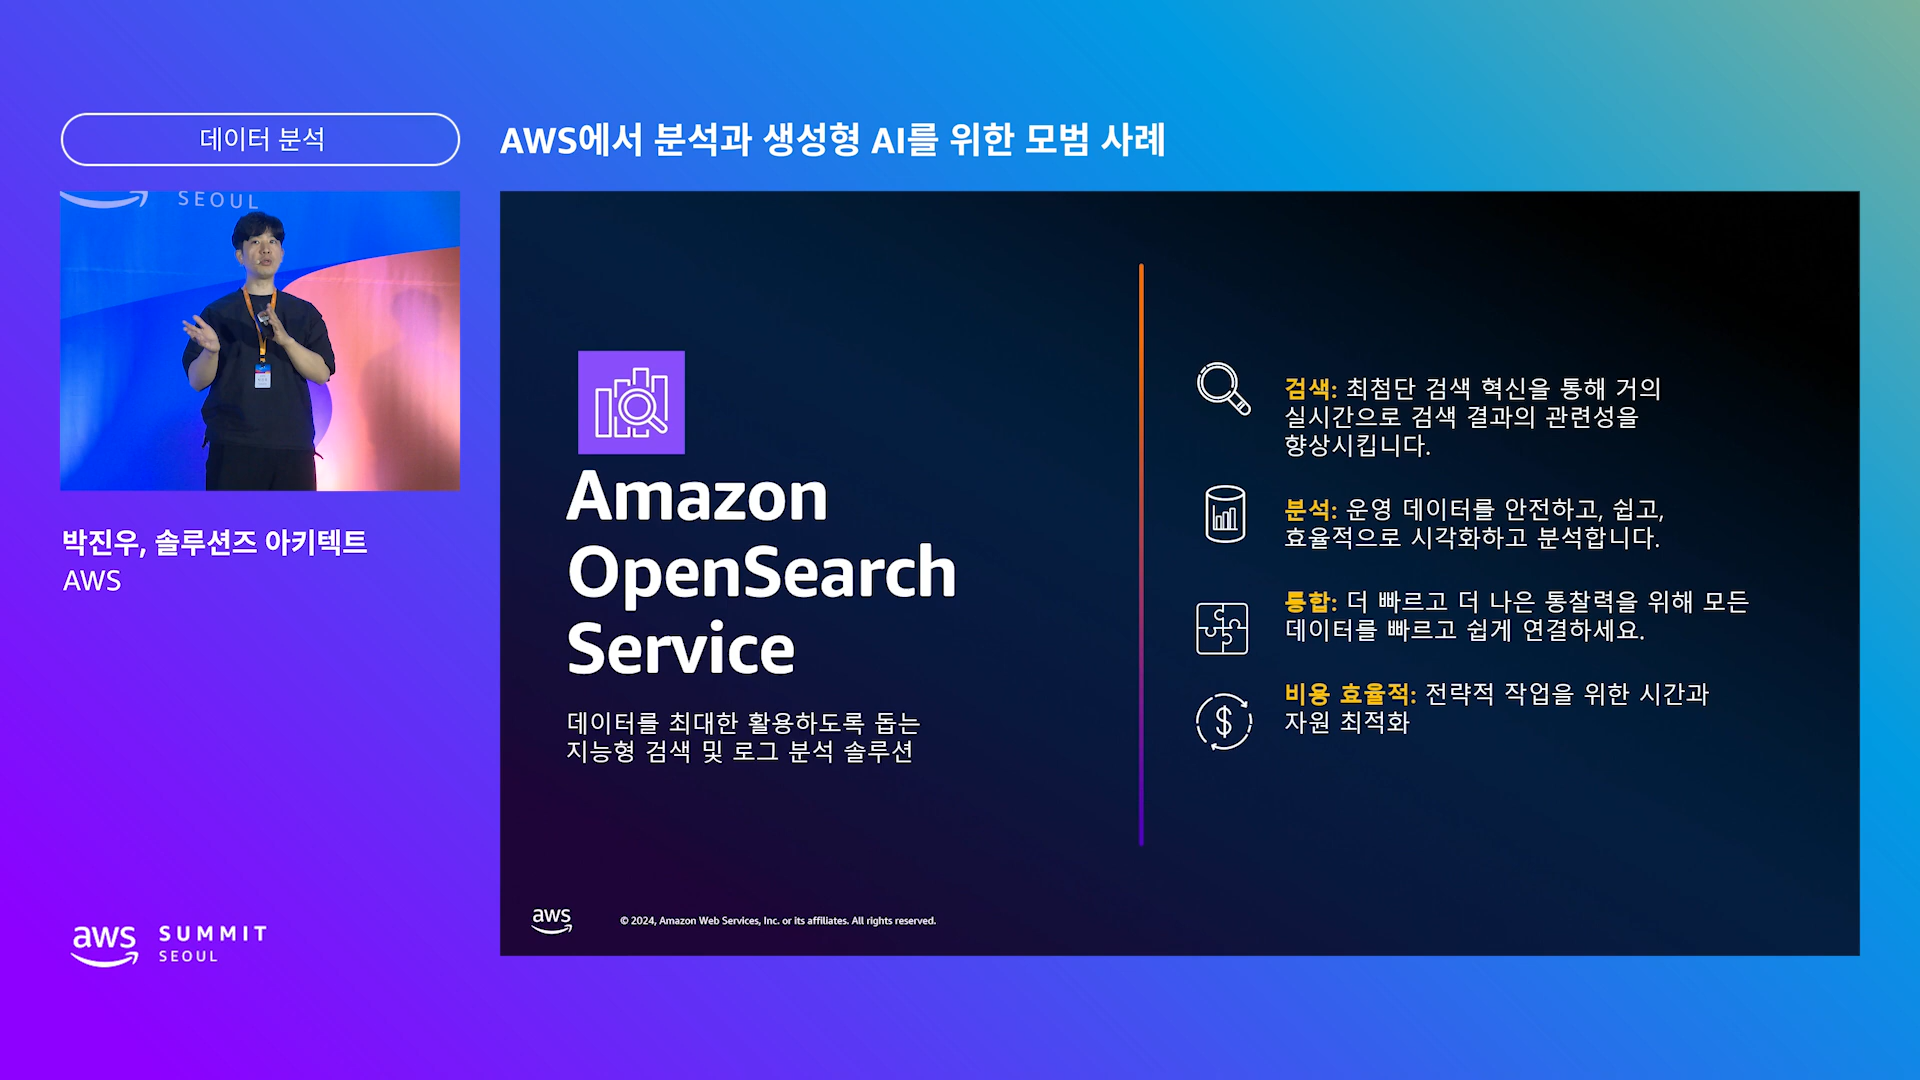 데이터 분석
AWS에서 분석과 생성형 AI를 위한 모범 사례
SEOUL
박진우, 솔루션즈 아키텍트
AWS
Amazon
OpenSearch
Service
데이터를 최대한 활용하도록 돕는
지능형 검색 및 로그 분석 솔루션
검색: 최첨단 검색 혁신을 통해 거의
실시간으로 검색 결과의 관련성을
향상시킵니다.
분석: 운영 데이터를 안전하고, 쉽고,
효율적으로 시각화하고 분석합니다.
통합: 더 빠르고 더 나은 통찰력을 위해 모든
데이터를 빠르고 쉽게 연결하세요.
비용 효율적: 전략적 작업을 위한 시간과
자원 최적화
aws
© 2024, Amazon Web Services, Inc. or its affiliates. All rights reserved.
aws SUMMIT
SEOUL